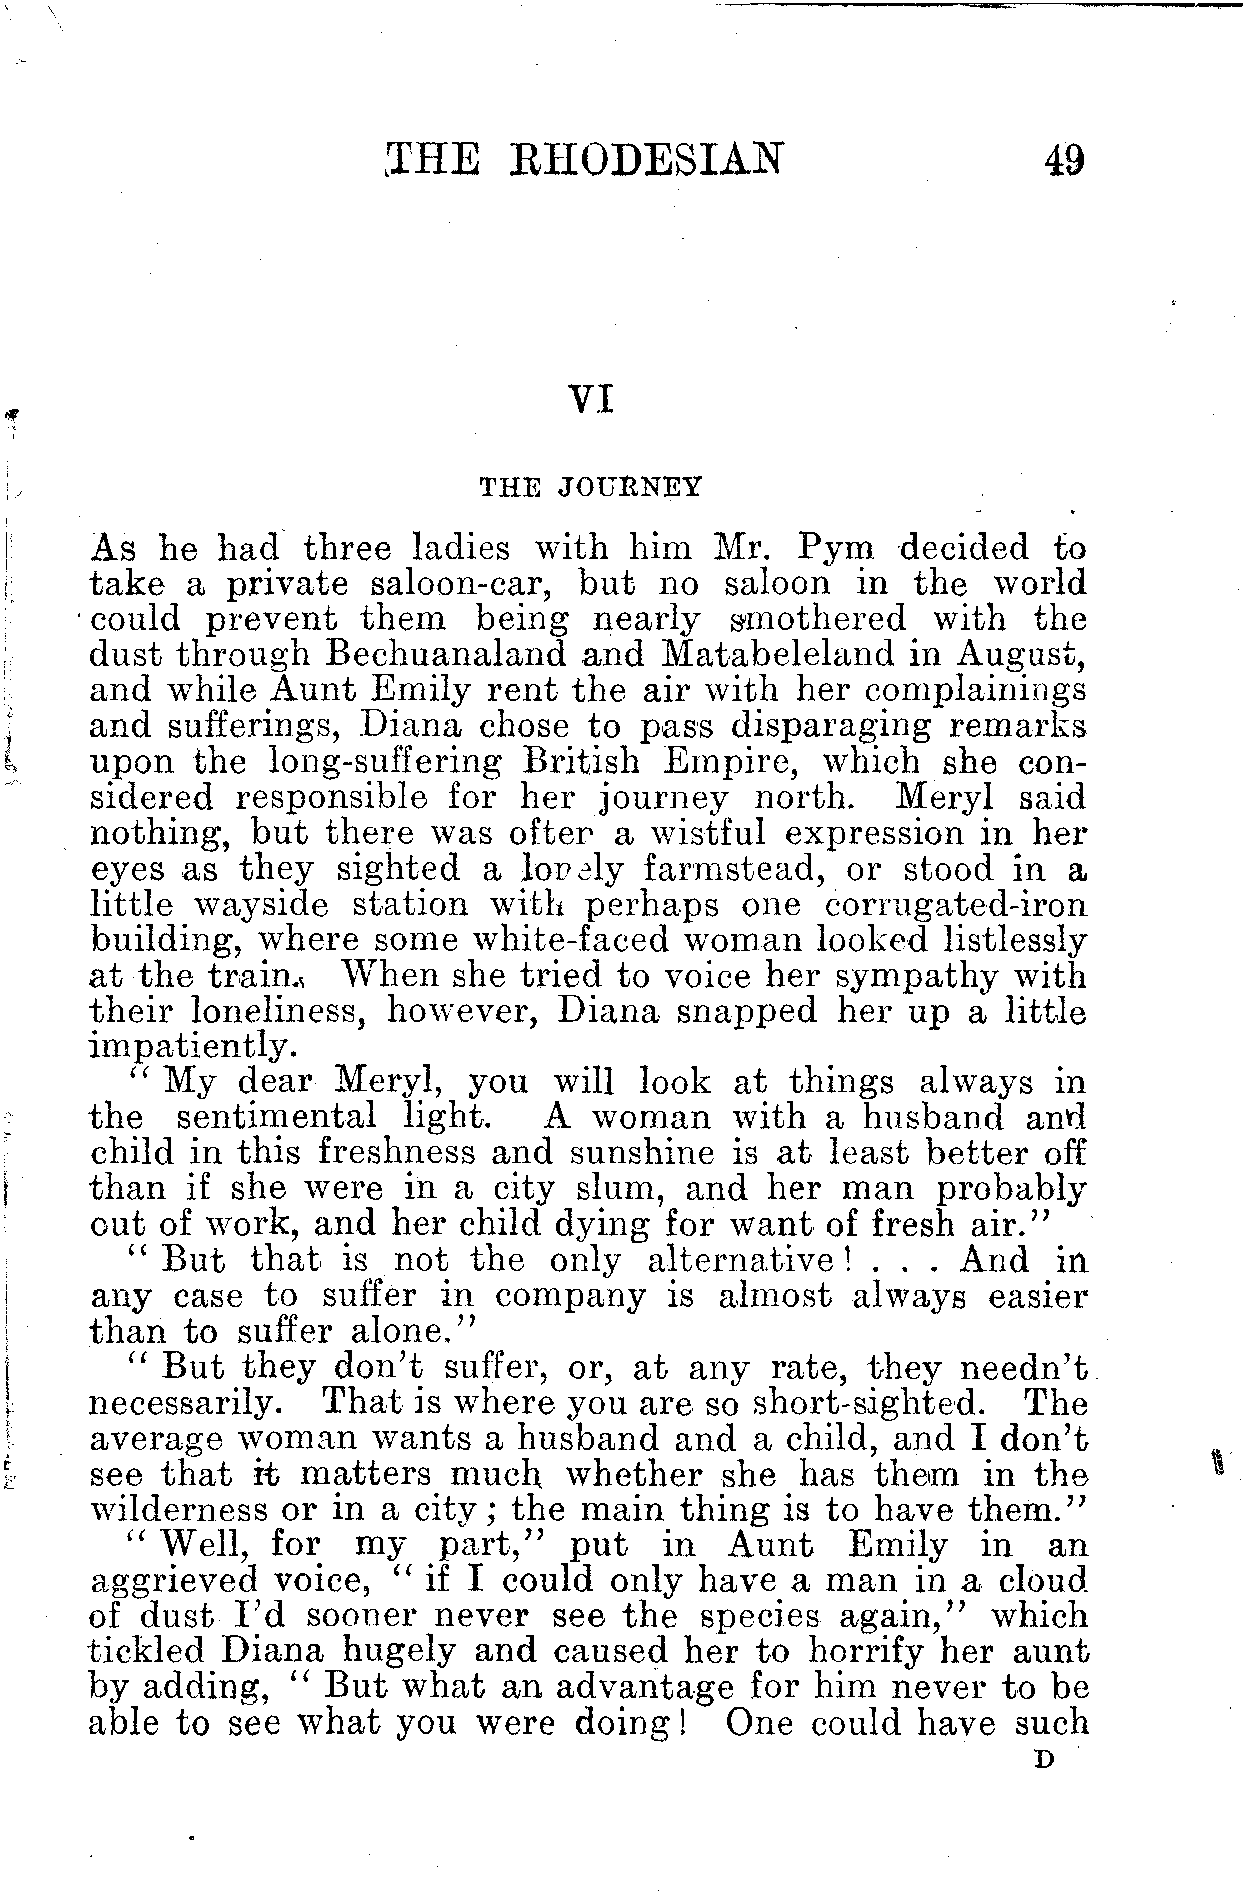 THE RHODESIAN 49
VI
THE JOURNEY
As he had three ladies with him Mr. Pym decided to
take a private saloon-car, but no saloon in the world
could prevent them being nearly smothered with the
dust through Bechuanaland and Matabeleland in August,
and while Aunt Emily rent the air with her complainings
and sufferings, Diana chose to pass disparaging remarks
upon the long-suffering British Empire, which she con-
sidered responsible for her journey north. Meryl said
nothing, but there was often a wistful expression in her
eyes as they sighted a lonely farmstead, or stood in a
little wayside station with perhaps one corrugated-iron
building, where some white-faced woman looked listlessly
at the train. When she tried to voice her sympathy with
their loneliness, however, Diana snapped her up a little
impatiently.
" My dear Meryl, you will look at things always in
the sentimental light. A woman with a husband and
child in this freshness and sunshine is at least better off
than if she were in a city slum, and her man probably
out of work, and her child dying for want of fresh air."
" But that is not the only alternative ! . . . And in
any case to suffer in company is almost always easier
than to suffer alone."
" But they don't suffer, or, at any rate, they needn't
necessarily. That is where you are so short-sighted. The
average woman wants a husband and a child, and I don't
see that it matters much whether she has them in the
wilderness or in a city ; the main thing is to have them."
" Well, for my part," put in Aunt Emily in an
aggrieved voice, " if I could only have a man in a cloud
of dust I'd sooner never see the species again," which
tickled Diana hugely and caused her to horrify her aunt
by adding, " But what an advantage for him never to be
able to see what you were doing ! One could have such
D